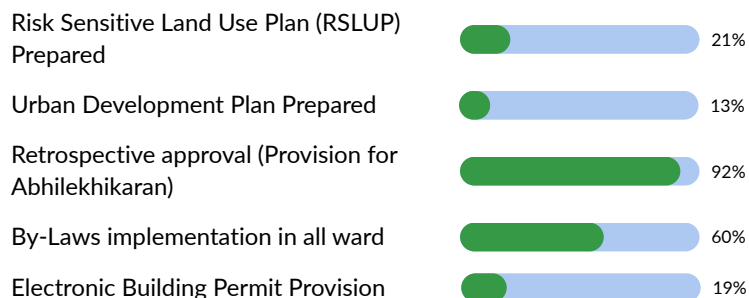 Risk Sensitive Land Use Plan (RSLUP)
Prepared
21%
Urban Development Plan Prepared
13%
Retrospective approval (Provision for
Abhilekhikaran)
92%
By-Laws implementation in all ward
60%
Electronic Building Permit Provision
19%